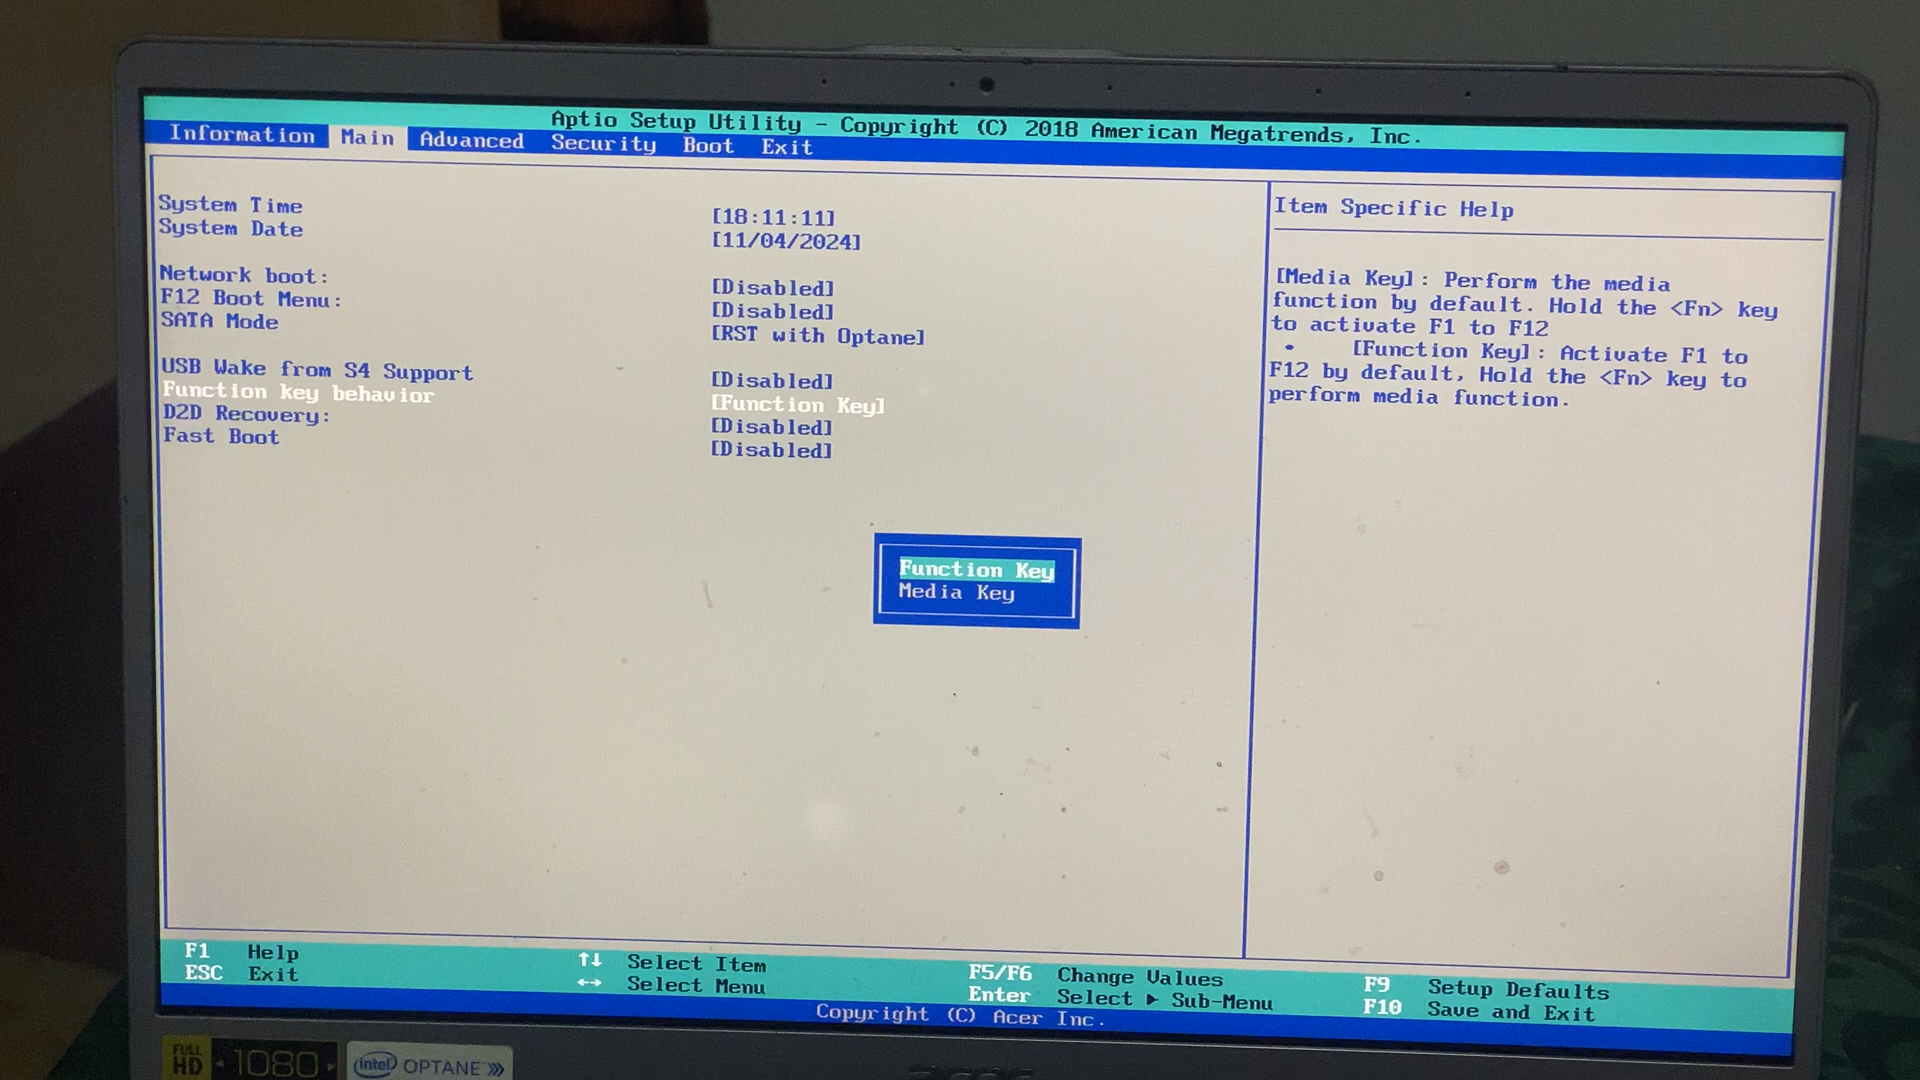 Aptio Setup Utility - Copyright (C) 2018 American Megatrends, Inc.
Information Main Advanced Security Boot Exit
System Time [18:11:11]
System Date [11/04/2024]
Network boot: [Disabled]
F12 Boot Menu: [Disabled]
SATA Mode [RST with Optane]
USB Wake from S4 Support [Disabled]
Function key behavior [Function Key]
D2D Recovery: [Disabled]
Fast Boot [Disabled]
Function Key
Media Key
Item Specific Help
[Media Key]: Perform the media
function by default. Hold the <Fn> key
to activate F1 to F12
• [Function Key]: Activate F1 to
F12 by default, Hold the <Fn> key to
perform media function.
F1 Help ↑↓ Select Item F5/F6 Change Values F9 Setup Defaults
ESC Exit ←→ Select Menu Enter Select ▶ Sub-Menu F10 Save and Exit
Copyright (C) Acer Inc.
FULL HD 1080
intel OPTANE
acer